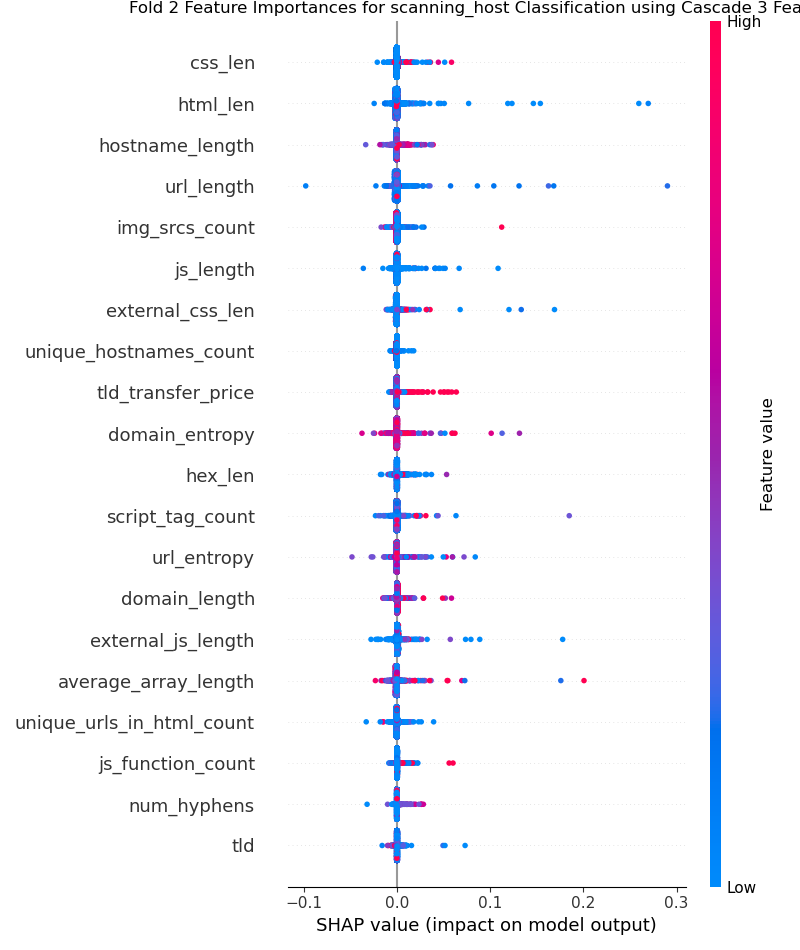 Fold 2 Feature Importances for scanning_host Classification using Cascade 3 Fea
High
css_len
html_len
hostname_length
url_length
img_srcs_count
js_length
external_css_len
unique_hostnames_count
tld_transfer_price
domain_entropy
hex_len
script_tag_count
url_entropy
domain_length
external_js_length
average_array_length
unique_urls_in_html_count
js_function_count
num_hyphens
tld
Feature value
Low
−0.1 0.0 0.1 0.2 0.3
SHAP value (impact on model output)